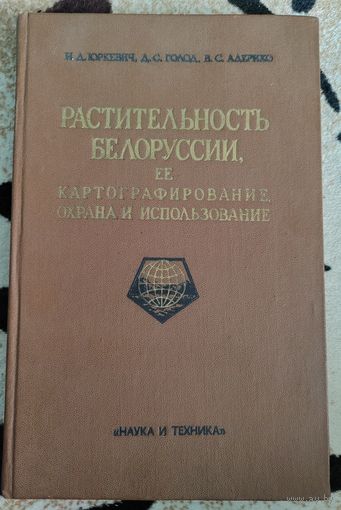 И. Д. ЮРКЕВИЧ, Д. С. ГОЛОД, В. С. АДЕРИХО
РАСТИТЕЛЬНОСТЬ
БЕЛОРУССИИ,
ЕЕ
КАРТОГРАФИРОВАНИЕ,
ОХРАНА И ИСПОЛЬЗОВАНИЕ
«НАУКА И ТЕХНИКА»